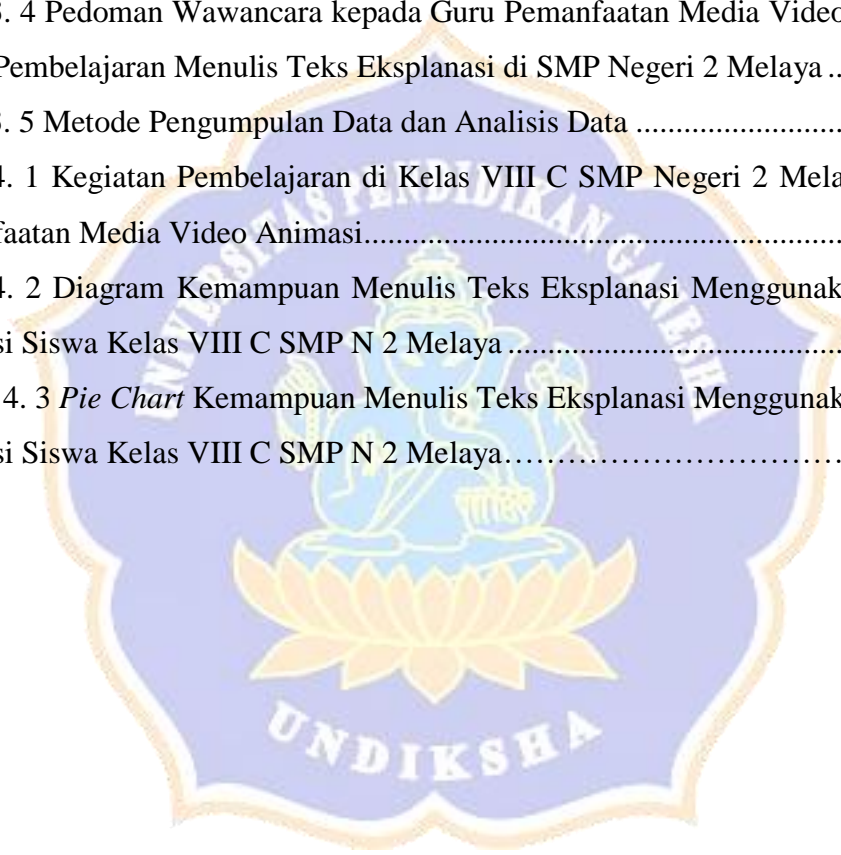 3. 4 Pedoman Wawancara kepada Guru Pemanfaatan Media Video
Pembelajaran Menulis Teks Eksplanasi di SMP Negeri 2 Melaya ..
3. 5 Metode Pengumpulan Data dan Analisis Data ............................
4. 1 Kegiatan Pembelajaran di Kelas VIII C SMP Negeri 2 Mela
faatan Media Video Animasi...............................................................
4. 2 Diagram Kemampuan Menulis Teks Eksplanasi Menggunak
si Siswa Kelas VIII C SMP N 2 Melaya ............................................
4. 3 Pie Chart Kemampuan Menulis Teks Eksplanasi Menggunak
si Siswa Kelas VIII C SMP N 2 Melaya……………………………
UNIVERSITAS PENDIDIKAN GANESHA
UNDIKSHA